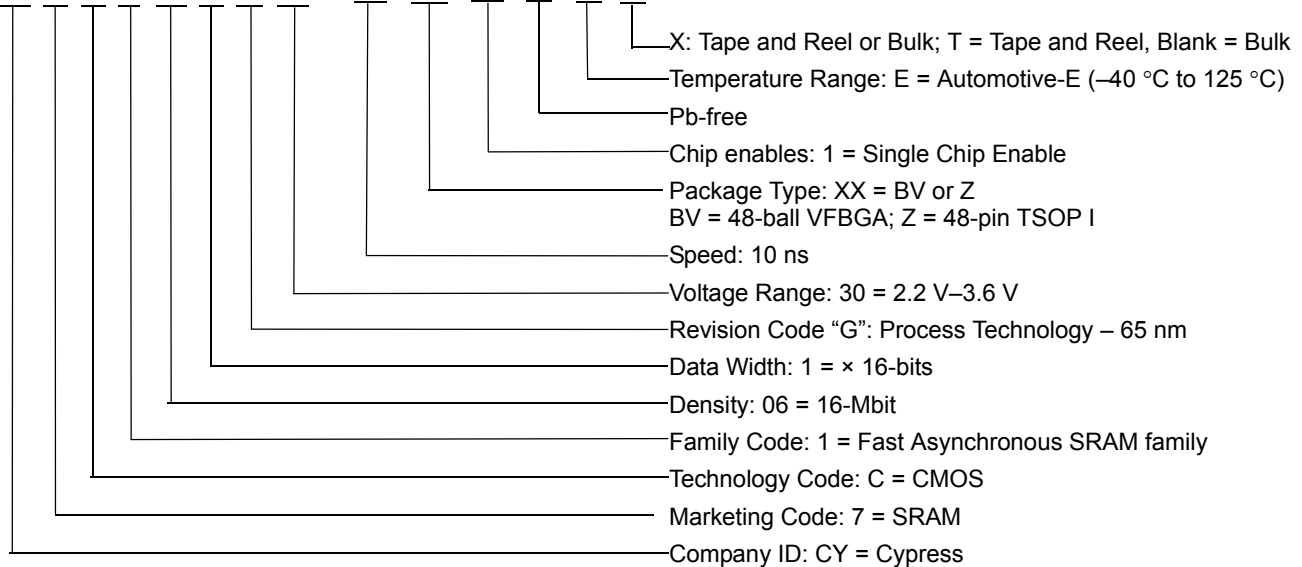 X: Tape and Reel or Bulk; T = Tape and Reel, Blank = Bulk
Temperature Range: E = Automotive-E (–40 °C to 125 °C)
Pb-free
Chip enables: 1 = Single Chip Enable
Package Type: XX = BV or Z
BV = 48-ball VFBGA; Z = 48-pin TSOP I
Speed: 10 ns
Voltage Range: 30 = 2.2 V–3.6 V
Revision Code “G”: Process Technology – 65 nm
Data Width: 1 = × 16-bits
Density: 06 = 16-Mbit
Family Code: 1 = Fast Asynchronous SRAM family
Technology Code: C = CMOS
Marketing Code: 7 = SRAM
Company ID: CY = Cypress